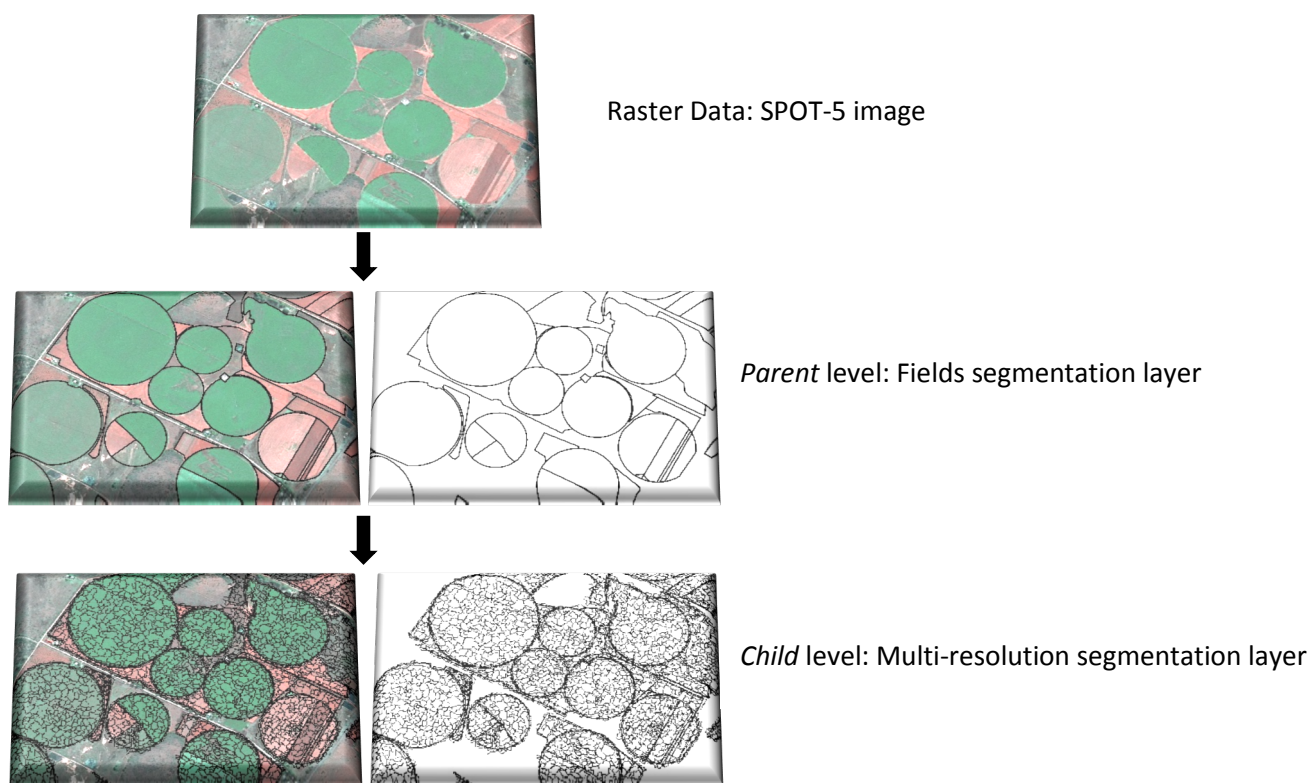 Raster Data: SPOT-5 image
Parent level: Fields segmentation layer
Child level: Multi-resolution segmentation layer